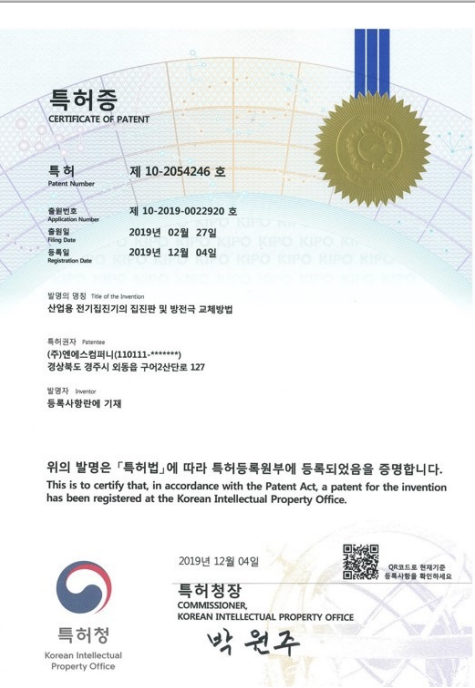 특허증
CERTIFICATE OF PATENT
특허 제 10-2054246 호
Patent Number
출원번호 제 10-2019-0022920 호
Application Number
출원일 2019년 02월 27일
Filing Date
등록일 2019년 12월 04일
Registration Date
발명의 명칭 Title of the Invention
산업용 전기집진기의 집진판 및 방전극 교체방법
특허권자 Patentee
(주)엔에스컴퍼니(110111-*******)
경상북도 경주시 외동읍 구어2산단로 127
발명자 Inventor
등록사항란에 기재
위의 발명은 「특허법」에 따라 특허등록원부에 등록되었음을 증명합니다.
This is to certify that, in accordance with the Patent Act, a patent for the invention
has been registered at the Korean Intellectual Property Office.
2019년 12월 04일
QR코드로 현재기준
등록사항을 확인하세요
특허청장
COMMISSIONER,
KOREAN INTELLECTUAL PROPERTY OFFICE
박원주
특허청
Korean Intellectual
Property Office